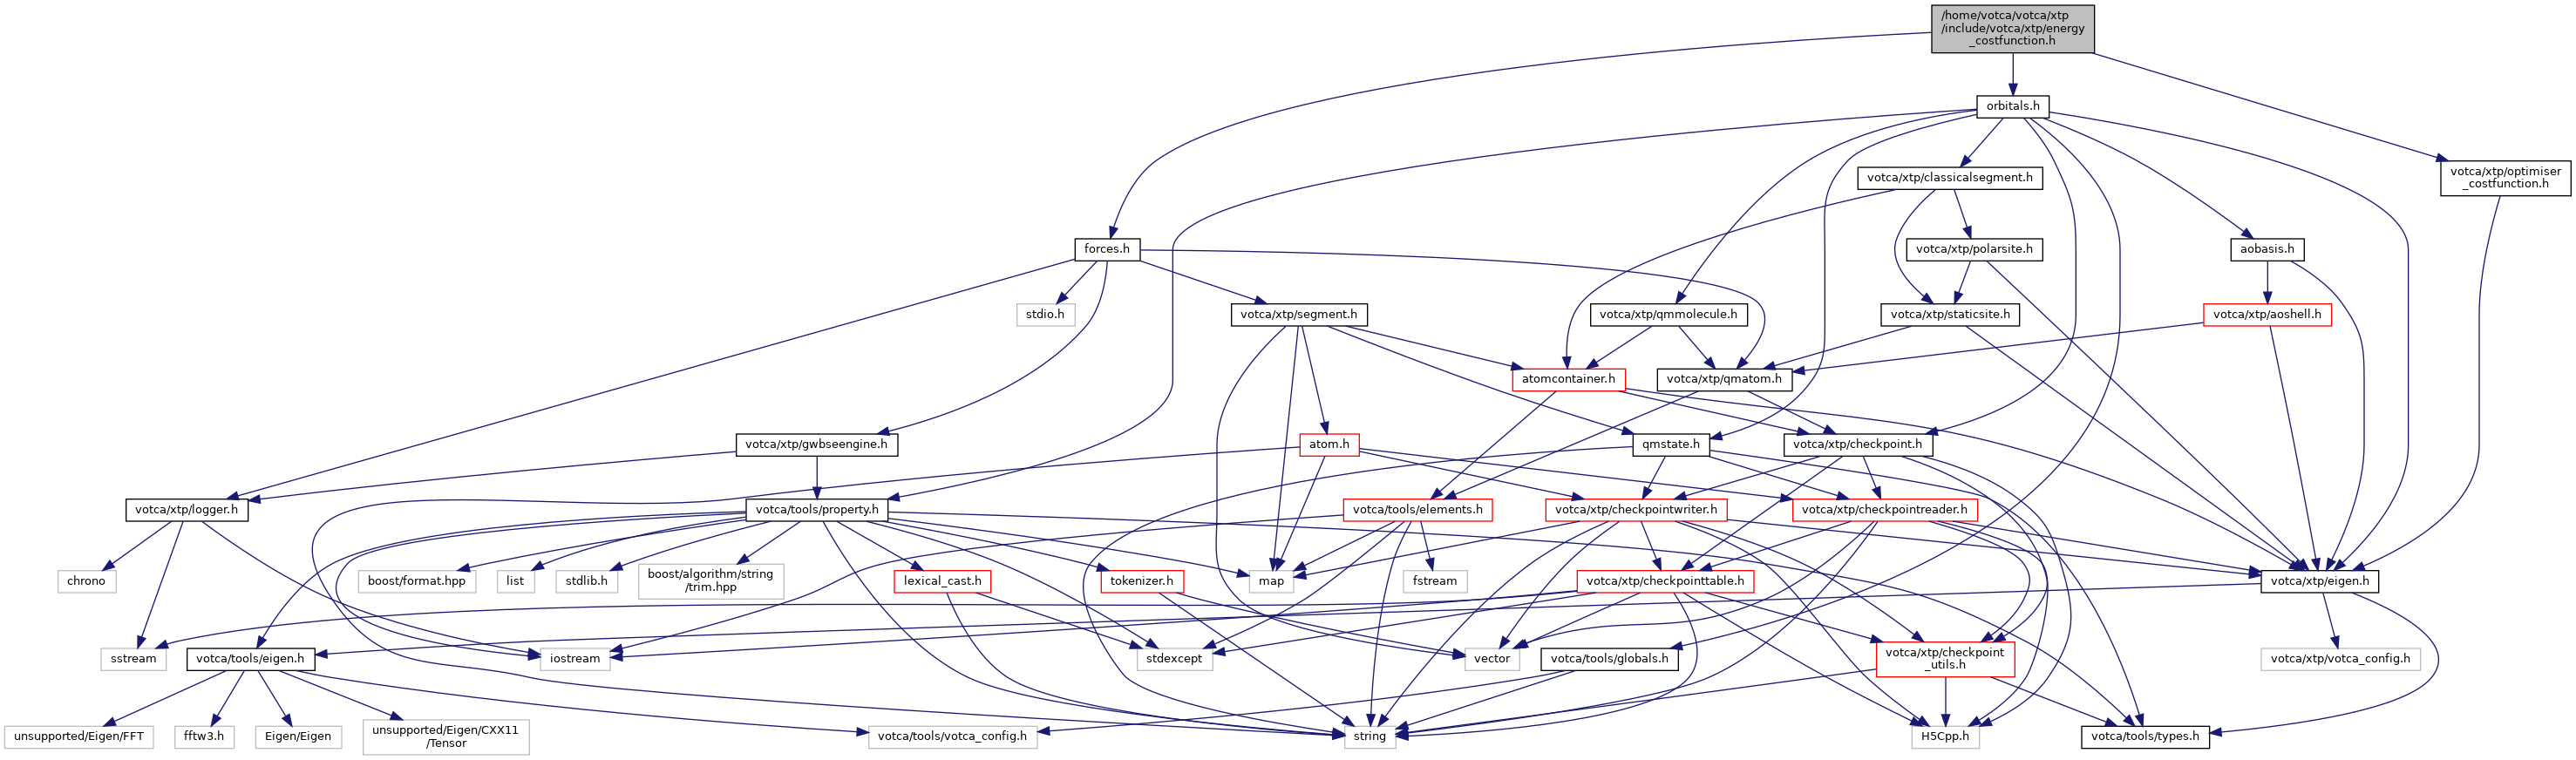 /home/votca/votca/xtp
/include/votca/xtp/energy
_costfunction.h
orbitals.h
votca/xtp/classicalsegment.h
votca/xtp/optimiser
_costfunction.h
forces.h
votca/xtp/polarsite.h
aobasis.h
stdio.h
votca/xtp/segment.h
votca/xtp/qmmolecule.h
votca/xtp/staticsite.h
votca/xtp/aoshell.h
atomcontainer.h
votca/xtp/qmatom.h
votca/xtp/gwbseengine.h
atom.h
qmstate.h
votca/xtp/checkpoint.h
votca/xtp/logger.h
votca/tools/property.h
votca/tools/elements.h
votca/xtp/checkpointwriter.h
votca/xtp/checkpointreader.h
chrono
boost/format.hpp
list
stdlib.h
boost/algorithm/string
/trim.hpp
lexical_cast.h
tokenizer.h
map
fstream
votca/xtp/checkpointtable.h
votca/xtp/eigen.h
sstream
votca/tools/eigen.h
iostream
stdexcept
vector
votca/tools/globals.h
votca/xtp/checkpoint
_utils.h
votca/xtp/votca_config.h
unsupported/Eigen/FFT
fftw3.h
Eigen/Eigen
unsupported/Eigen/CXX11
/Tensor
votca/tools/votca_config.h
string
H5Cpp.h
votca/tools/types.h